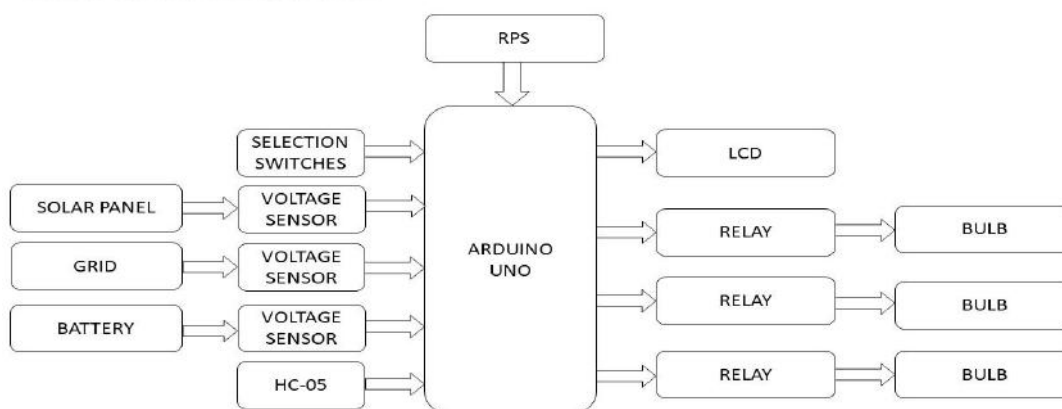 RPS
SELECTION
SWITCHES
LCD
SOLAR PANEL
VOLTAGE
SENSOR
RELAY
BULB
ARDUINO
UNO
GRID
VOLTAGE
SENSOR
RELAY
BULB
BATTERY
VOLTAGE
SENSOR
HC-05
RELAY
BULB